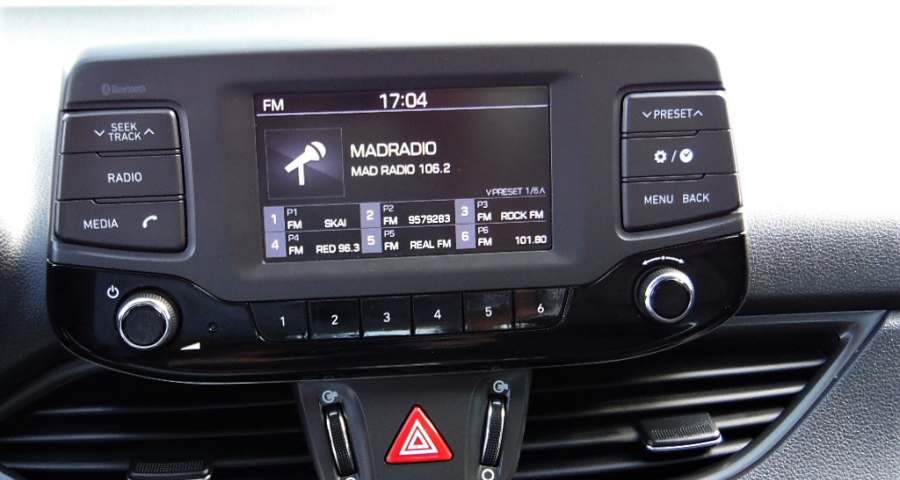 Bluetooth
SEEK
TRACK
RADIO
MEDIA
FM 17:04
MADRADIO
MAD RADIO 106.2
PRESET 1/6
1 P1 FM SKAI
2 P2 FM 9579283
3 P3 FM ROCK FM
4 P4 FM RED 96.3
5 P5 FM REAL FM
6 P6 FM 101.80
PRESET
/
MENU BACK
1 2 3 4 5 6